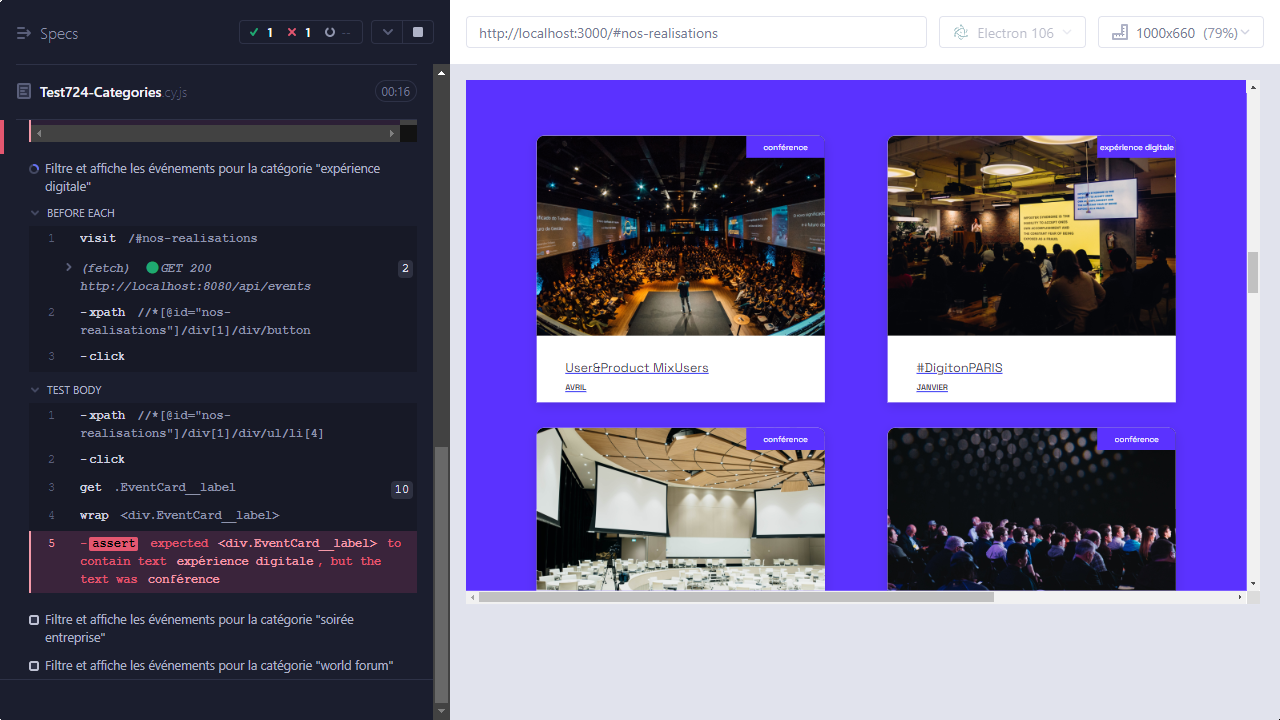 Specs
1
1
--
Test724-Categories.cy.js
00:16
Filtre et affiche les événements pour la catégorie "expérience
digitale"
BEFORE EACH
1 visit /#nos-realisations
(fetch) GET 200 2
http://localhost:8080/api/events
2 -xpath //*[@id="nos-
realisations"]/div[1]/div/button
3 -click
TEST BODY
1 -xpath //*[@id="nos-
realisations"]/div[1]/div/ul/li[4]
2 -click
3 get .EventCard__label 10
4 wrap <div.EventCard__label>
5 -assert expected <div.EventCard__label> to
contain text expérience digitale, but the
text was conférence
Filtre et affiche les événements pour la catégorie "soirée
entreprise"
Filtre et affiche les événements pour la catégorie "world forum"
http://localhost:3000/#nos-realisations
Electron 106
1000x660 (79%)
conférence
User&Product MixUsers
AVRIL
expérience digitale
#DigitonPARIS
JANVIER
conférence
conférence